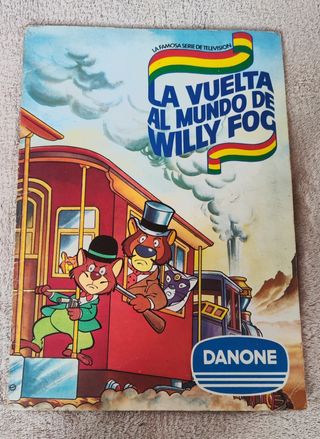 LA FAMOSA SERIE DE TELEVISION
LA VUELTA
AL MUNDO DE
WILLY FOG
DANONE